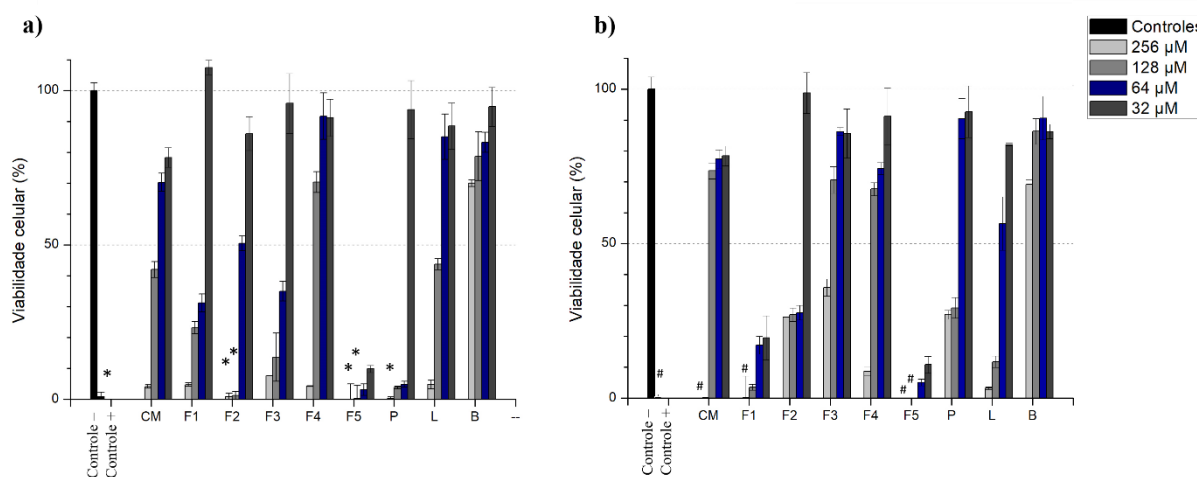 a)
Viabilidade celular (%)
100
50
0
*
* *
* *
*
Controle –
Controle +
CM F1 F2 F3 F4 F5 P L B --
b)
Viabilidade celular (%)
100
50
0
#
#
#
# #
Controle –
Controle +
CM F1 F2 F3 F4 F5 P L B
Controles
256 µM
128 µM
64 µM
32 µM